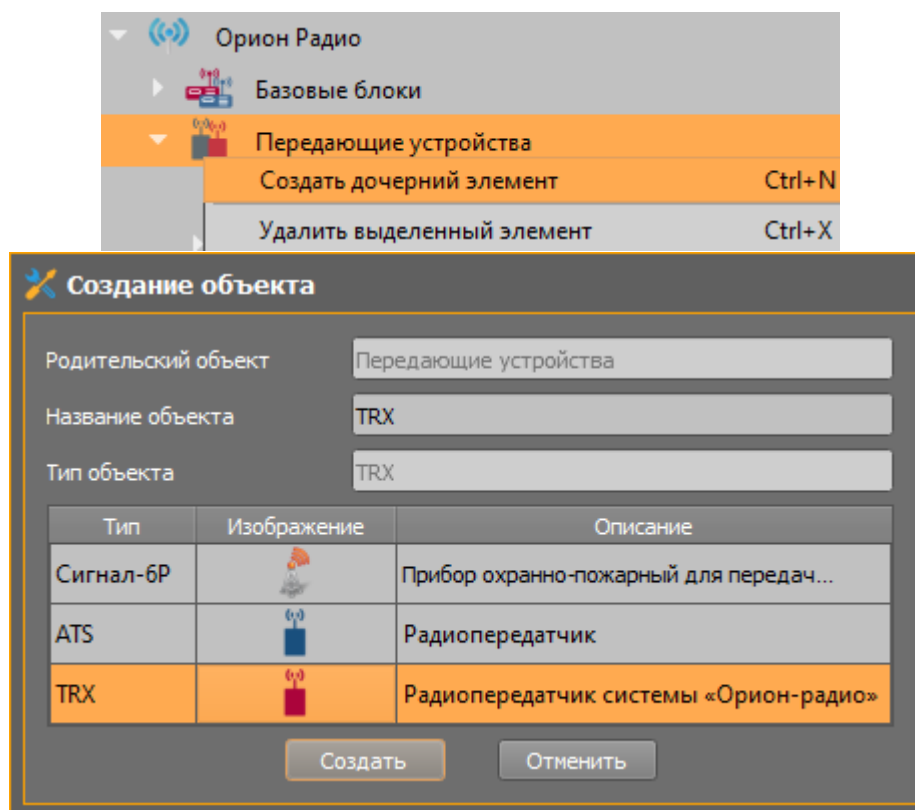 Орион Радио
Базовые блоки
Передающие устройства
Создать дочерний элемент Ctrl+N
Удалить выделенный элемент Ctrl+X
Создание объекта
Родительский объект Передающие устройства
Название объекта TRX
Тип объекта TRX
Тип Изображение Описание
Сигнал-6Р Прибор охранно-пожарный для передач...
ATS Радиопередатчик
TRX Радиопередатчик системы «Орион-радио»
Создать Отменить